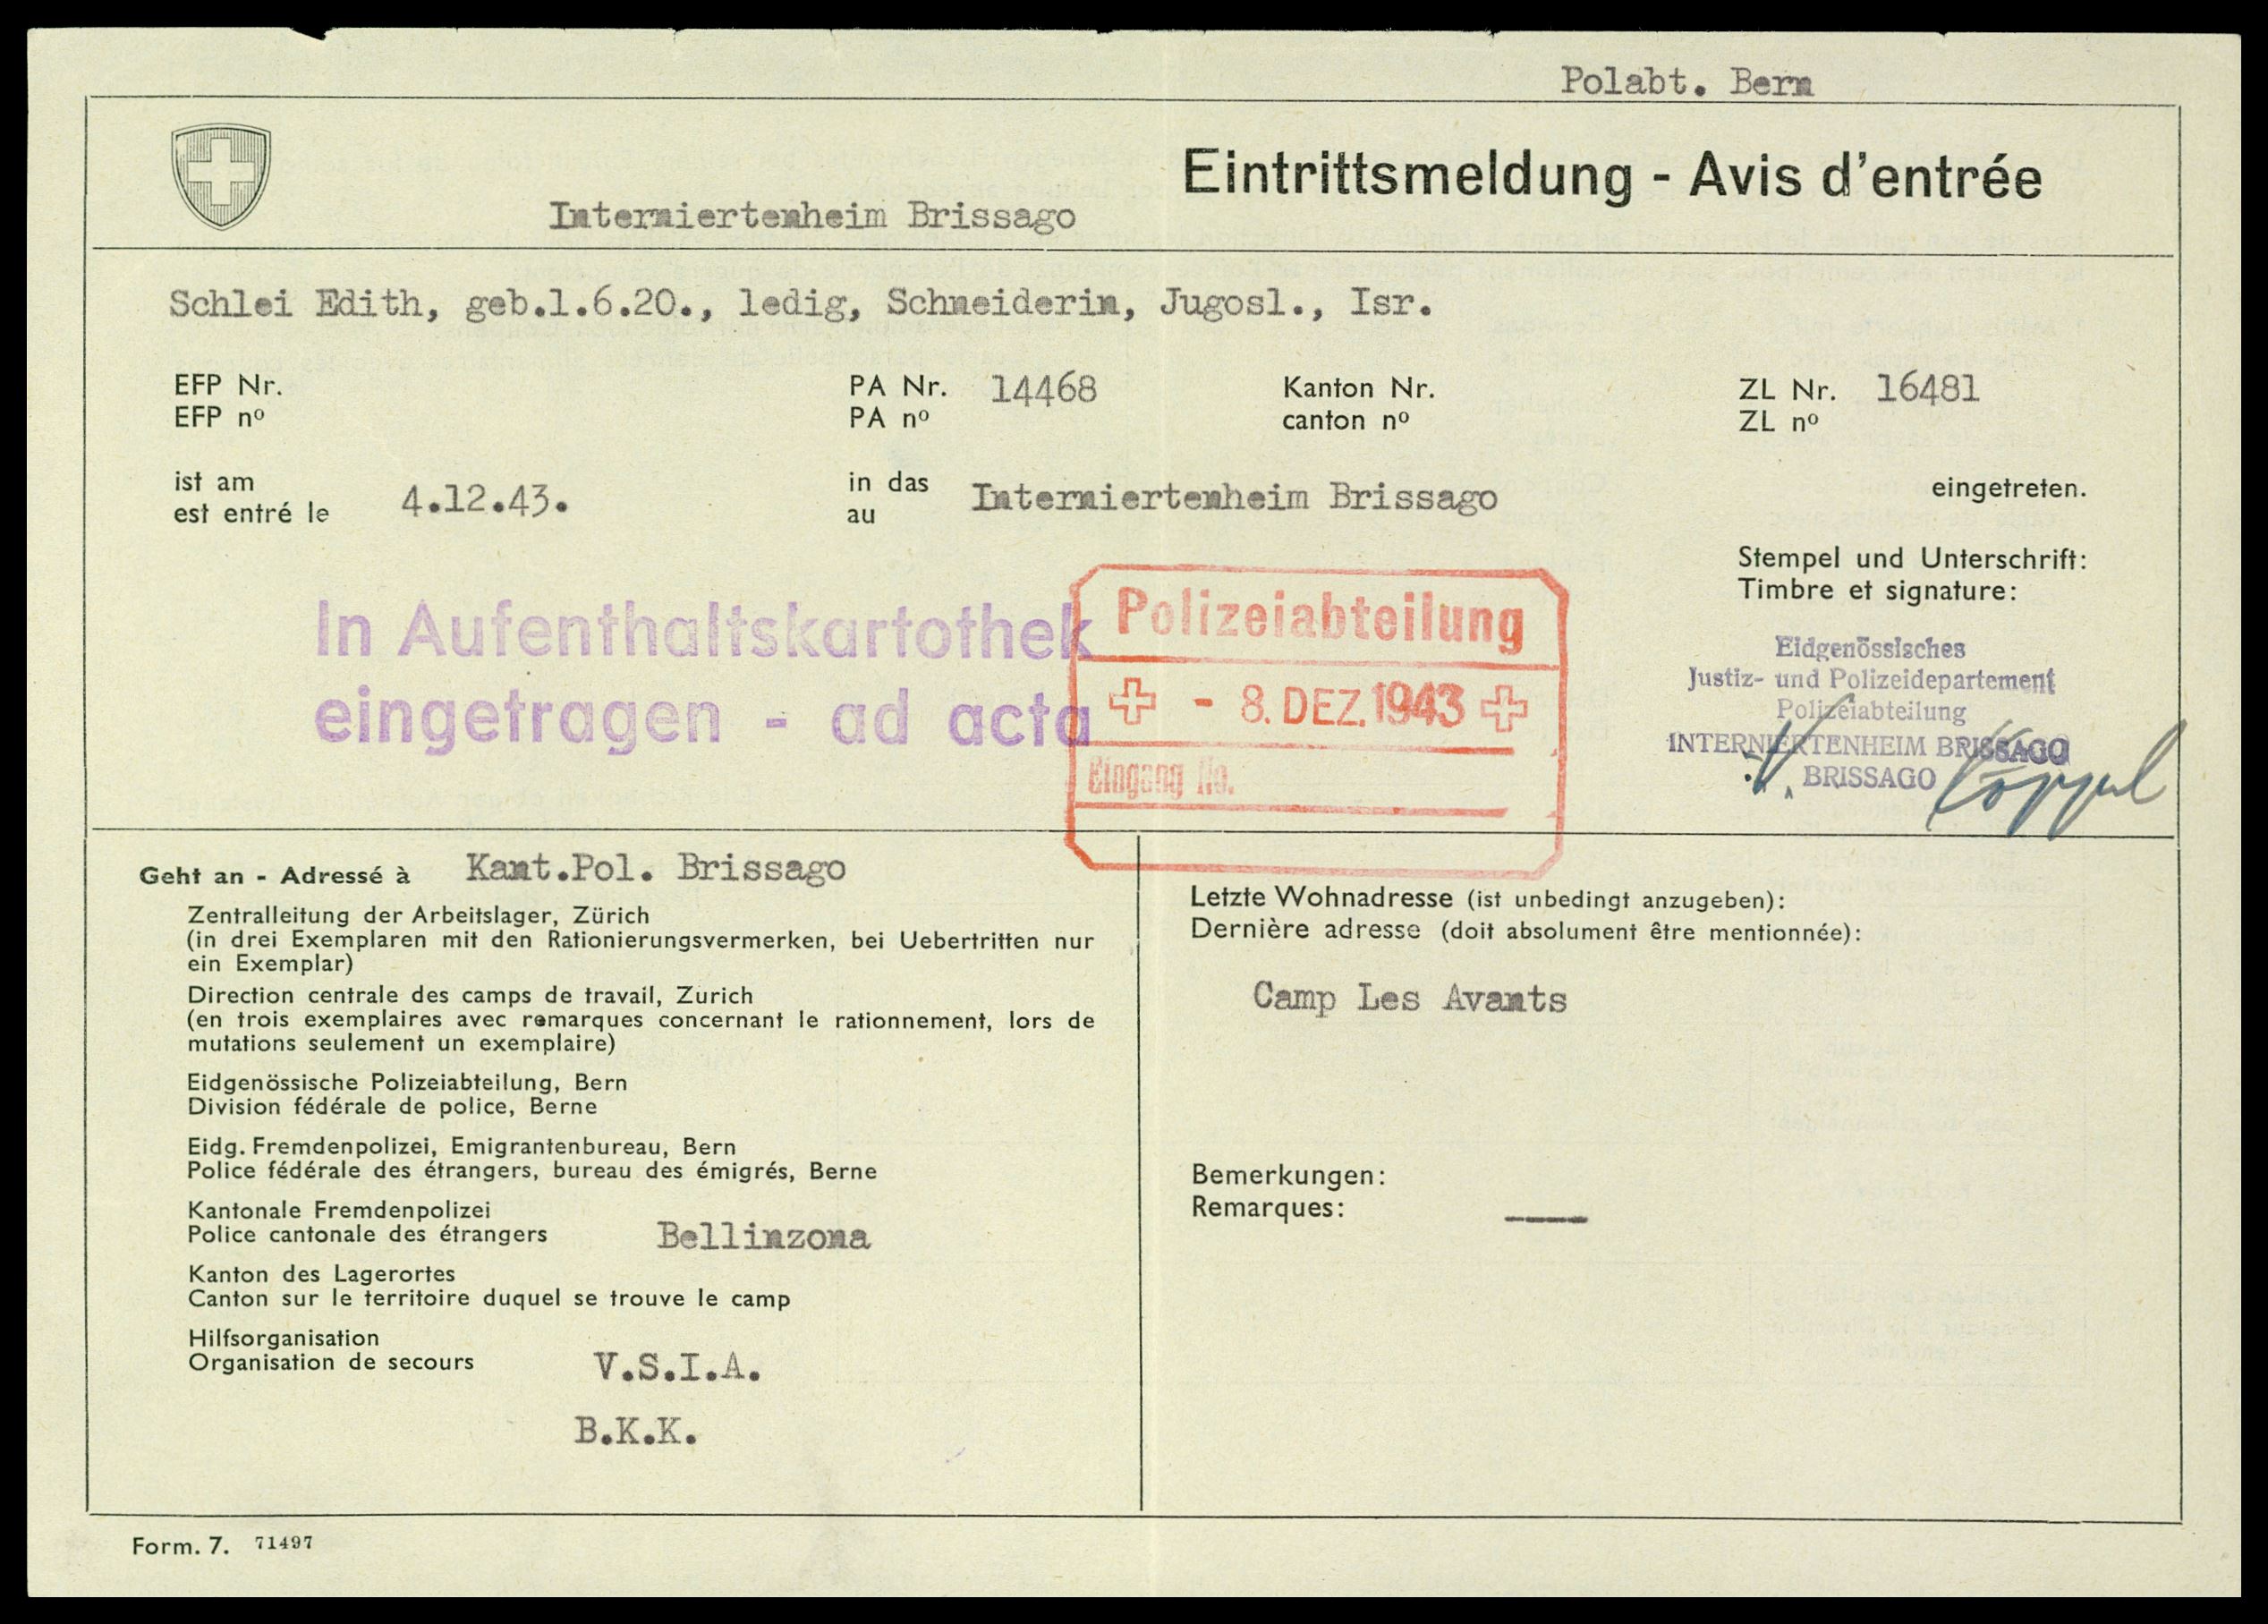 Polabt. Bern
Eintrittsmeldung - Avis d'entrée
Interniertenheim Brissago
Schlei Edith, geb.1.6.20., ledig, Schneiderin, Jugosl., Isr.
EFP Nr.
EFP nº
PA Nr. 14468
PA nº
Kanton Nr.
canton nº
ZL Nr. 16481
ZL nº
ist am
est entré le 4.12.43.
in das
au Interniertenheim Brissago
eingetreten.
Stempel und Unterschrift:
Timbre et signature:
In Aufenthaltskartothek
eingetragen - ad acta
Polizeiabteilung
- 8. DEZ. 1943
Eingang No.
Eidgenössisches
Justiz- und Polizeidepartement
Polizeiabteilung
INTERNIERTENHEIM BRISSAGO
BRISSAGO
Geht an - Adressé à Kant.Pol. Brissago
Zentralleitung der Arbeitslager, Zürich
(in drei Exemplaren mit den Rationierungsvermerken, bei Uebertritten nur
ein Exemplar)
Direction centrale des camps de travail, Zurich
(en trois exemplaires avec remarques concernant le rationnement, lors de
mutations seulement un exemplaire)
Eidgenössische Polizeiabteilung, Bern
Division fédérale de police, Berne
Eidg. Fremdenpolizei, Emigrantenbureau, Bern
Police fédérale des étrangers, bureau des émigrés, Berne
Kantonale Fremdenpolizei
Police cantonale des étrangers Bellinzona
Kanton des Lagerortes
Canton sur le territoire duquel se trouve le camp
Hilfsorganisation
Organisation de secours V.S.I.A.
B.K.K.
Letzte Wohnadresse (ist unbedingt anzugeben):
Dernière adresse (doit absolument être mentionnée):
Camp Les Avants
Bemerkungen:
Remarques:
Form. 7. 71497